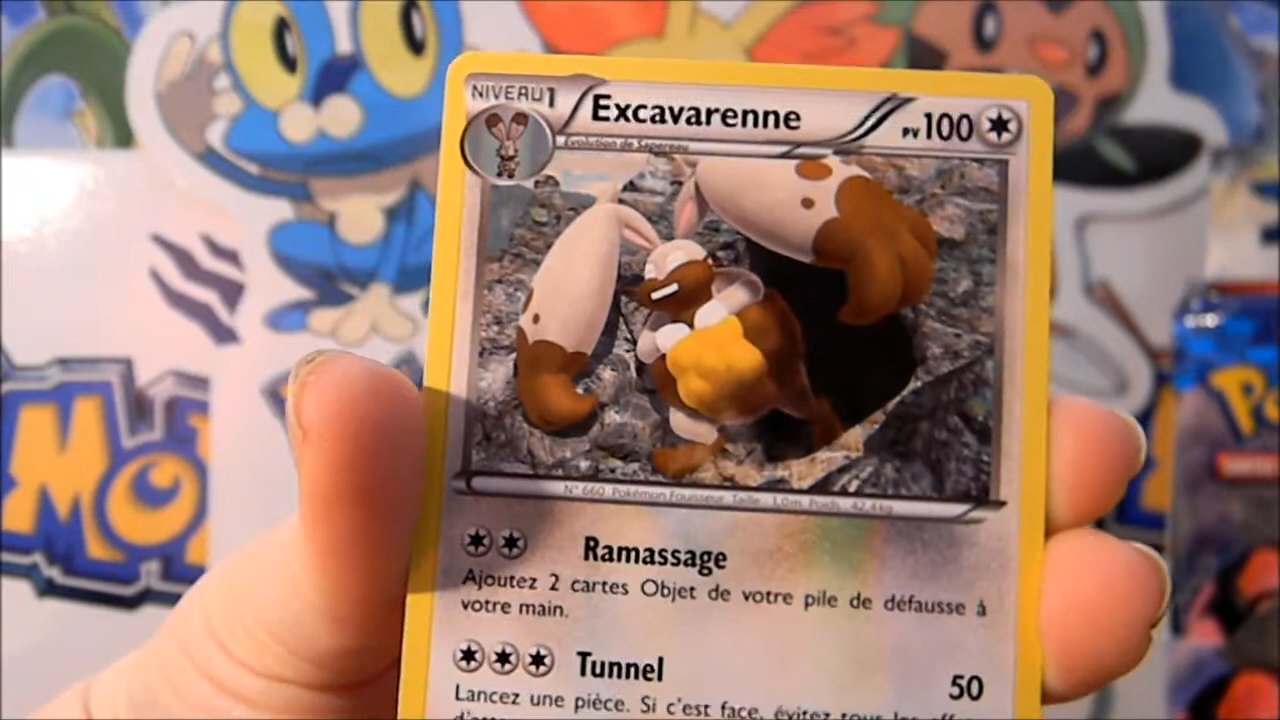 NIVEAU 1
Excavarenne
PV 100
Évolution de Sapereau
N° 660 Pokémon Fouisseur Taille : 1,0m Poids : 42,4kg
Ramassage
Ajoutez 2 cartes Objet de votre pile de défausse à
votre main.
Tunnel
50
Lancez une pièce. Si c'est face, évitez tous les